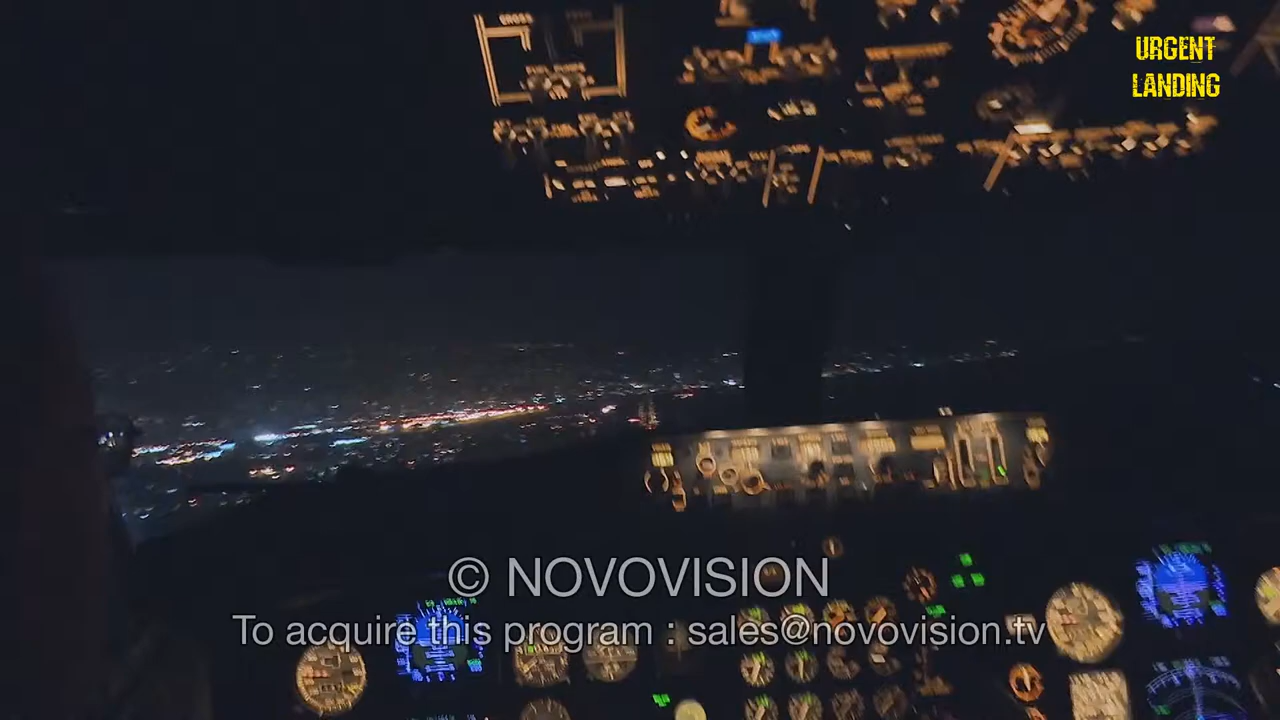 URGENT
LANDING
© NOVOVISION
To acquire this program : sales@novovision.tv